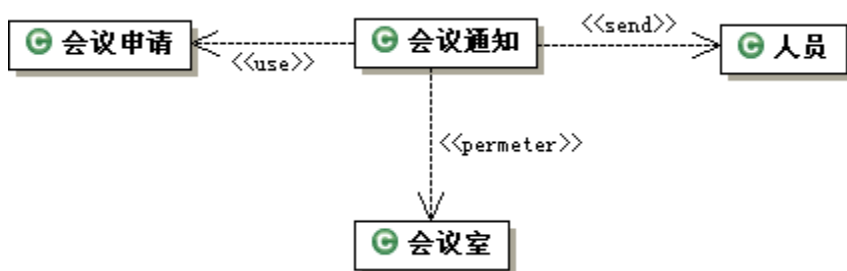 <<send>>
C 会议申请
C 会议通知
C 人员
<<use>>
<<permeter>>
C 会议室